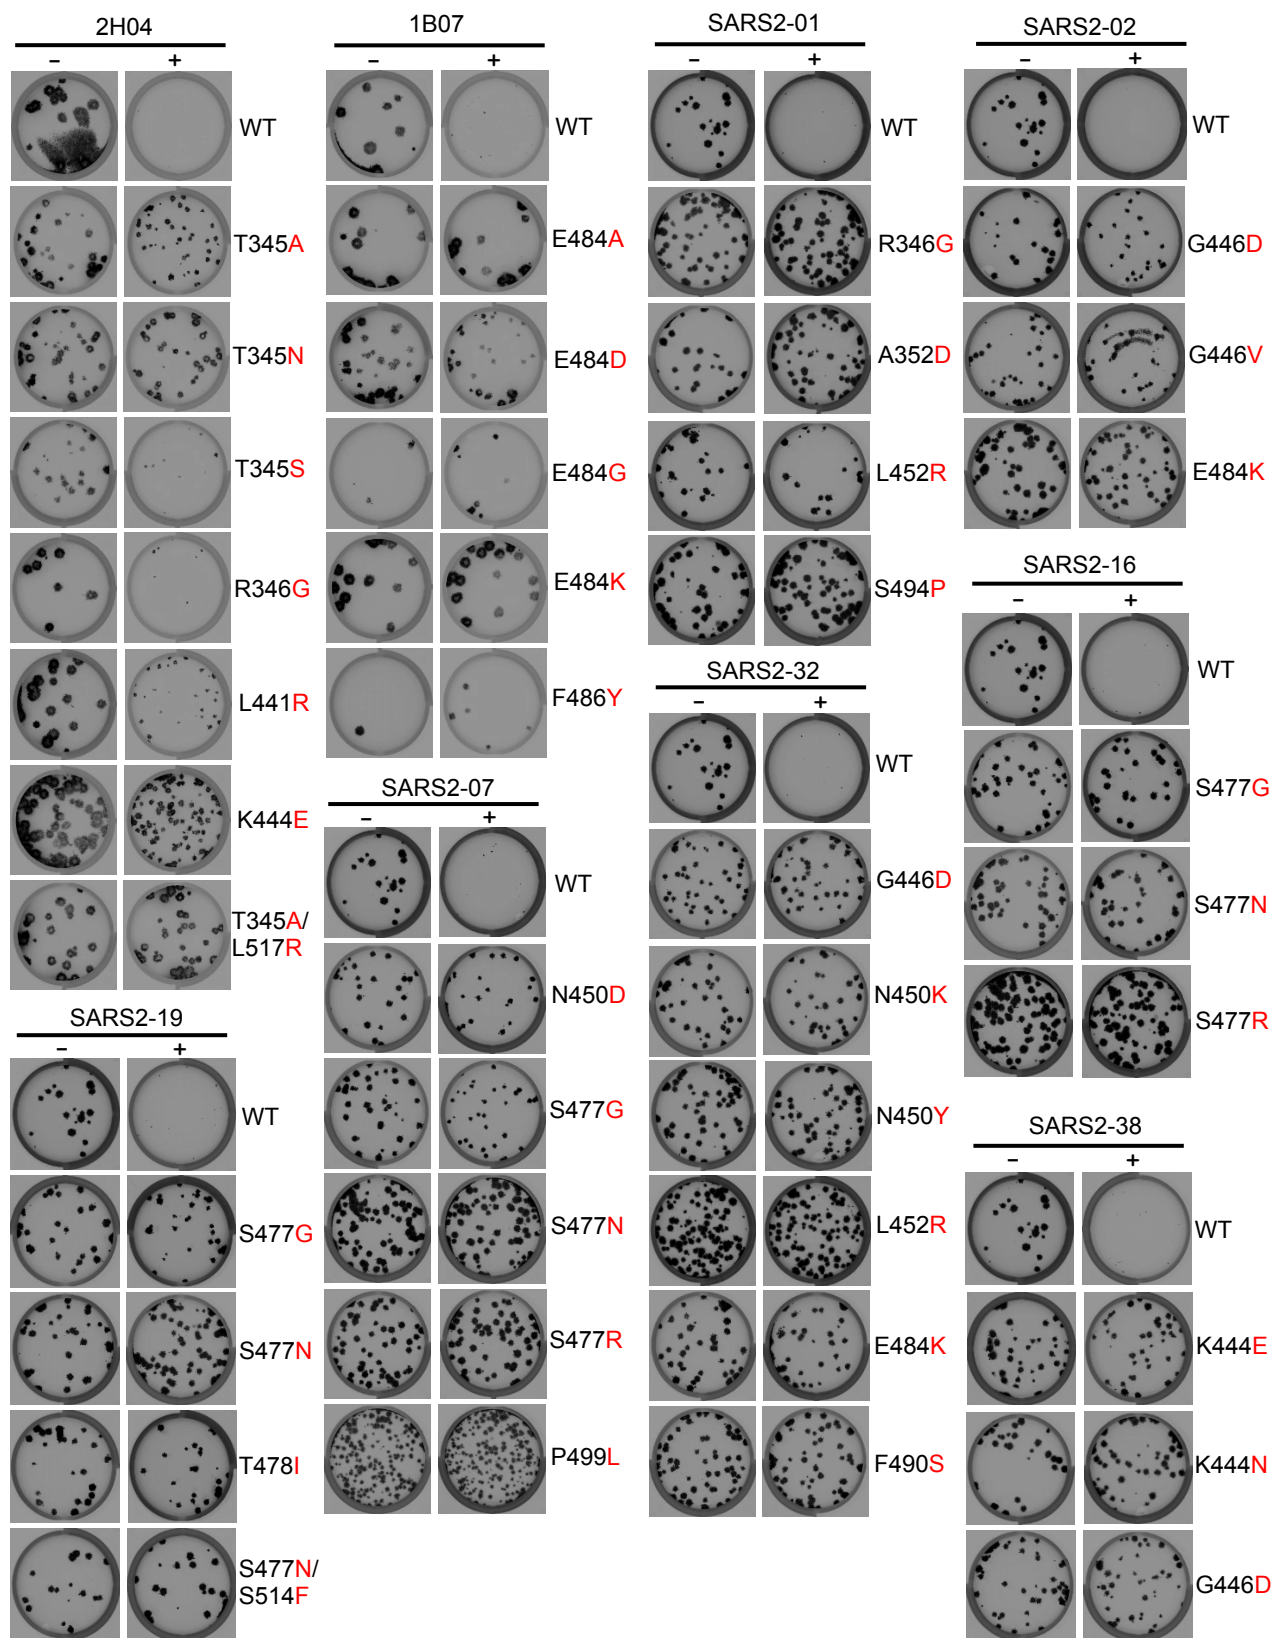 2H04
− +
WT
T345A
T345N
T345S
R346G
L441R
K444E
T345A/
L517R
SARS2-19
− +
WT
S477G
S477N
T478I
S477N/
S514F
1B07
− +
WT
E484A
E484D
E484G
E484K
F486Y
SARS2-07
− +
WT
N450D
S477G
S477N
S477R
P499L
SARS2-01
− +
WT
R346G
A352D
L452R
S494P
SARS2-32
− +
WT
G446D
N450K
N450Y
L452R
E484K
F490S
SARS2-02
− +
WT
G446D
G446V
E484K
SARS2-16
− +
WT
S477G
S477N
S477R
SARS2-38
− +
WT
K444E
K444N
G446D